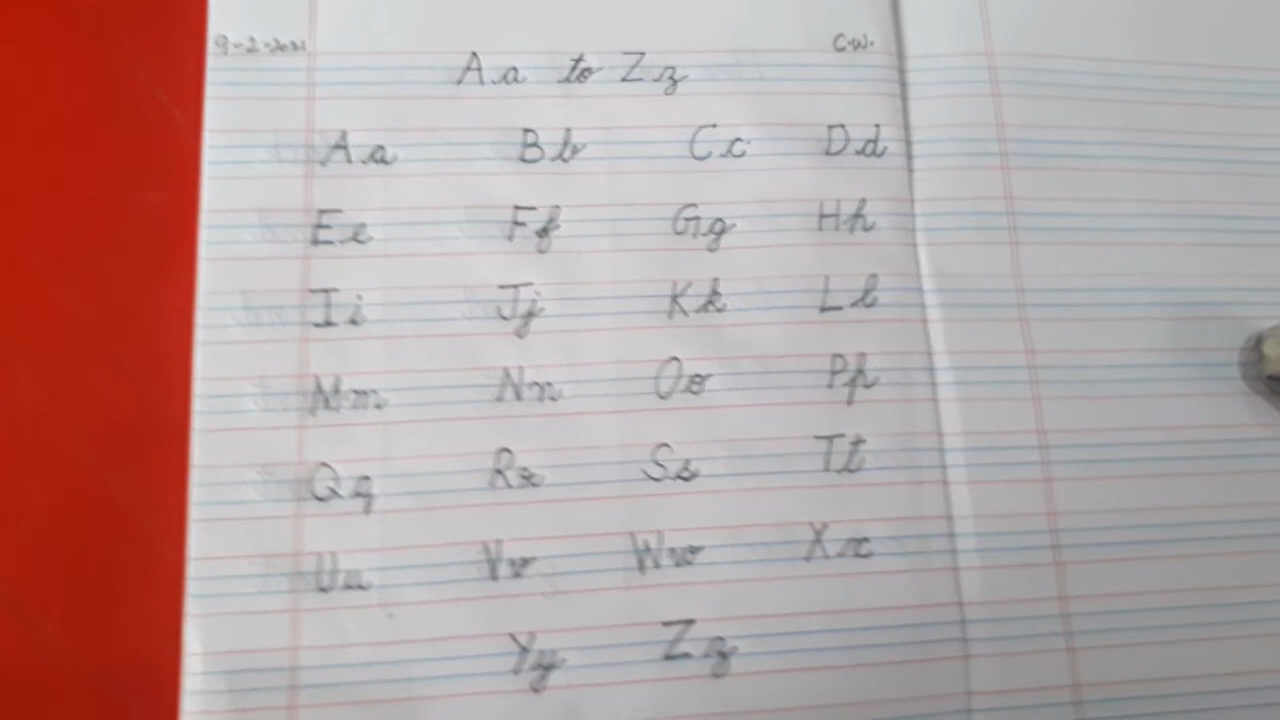 9-2-2021 C.W.
Aa to Zz
Aa Bb Cc Dd
Ee Ff Gg Hh
Ii Jj Kk Ll
Mm Nn Oo Pp
Qq Rr Ss Tt
Uu Vv Ww Xx
Yy Zz